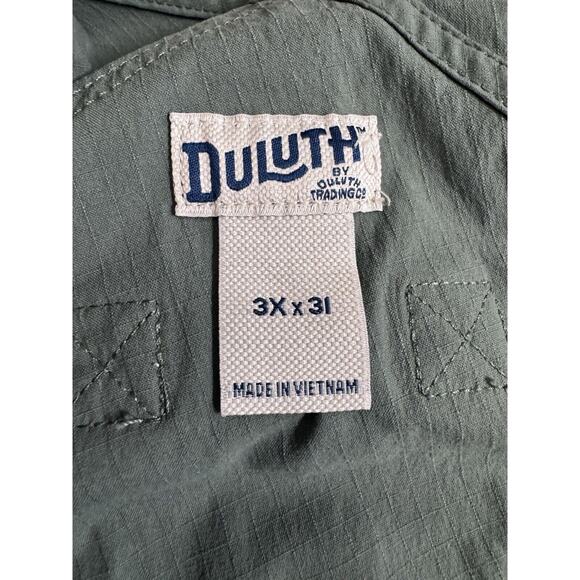 DULUTH™
BY
DULUTH
TRADING CO
3X x 31
MADE IN VIETNAM